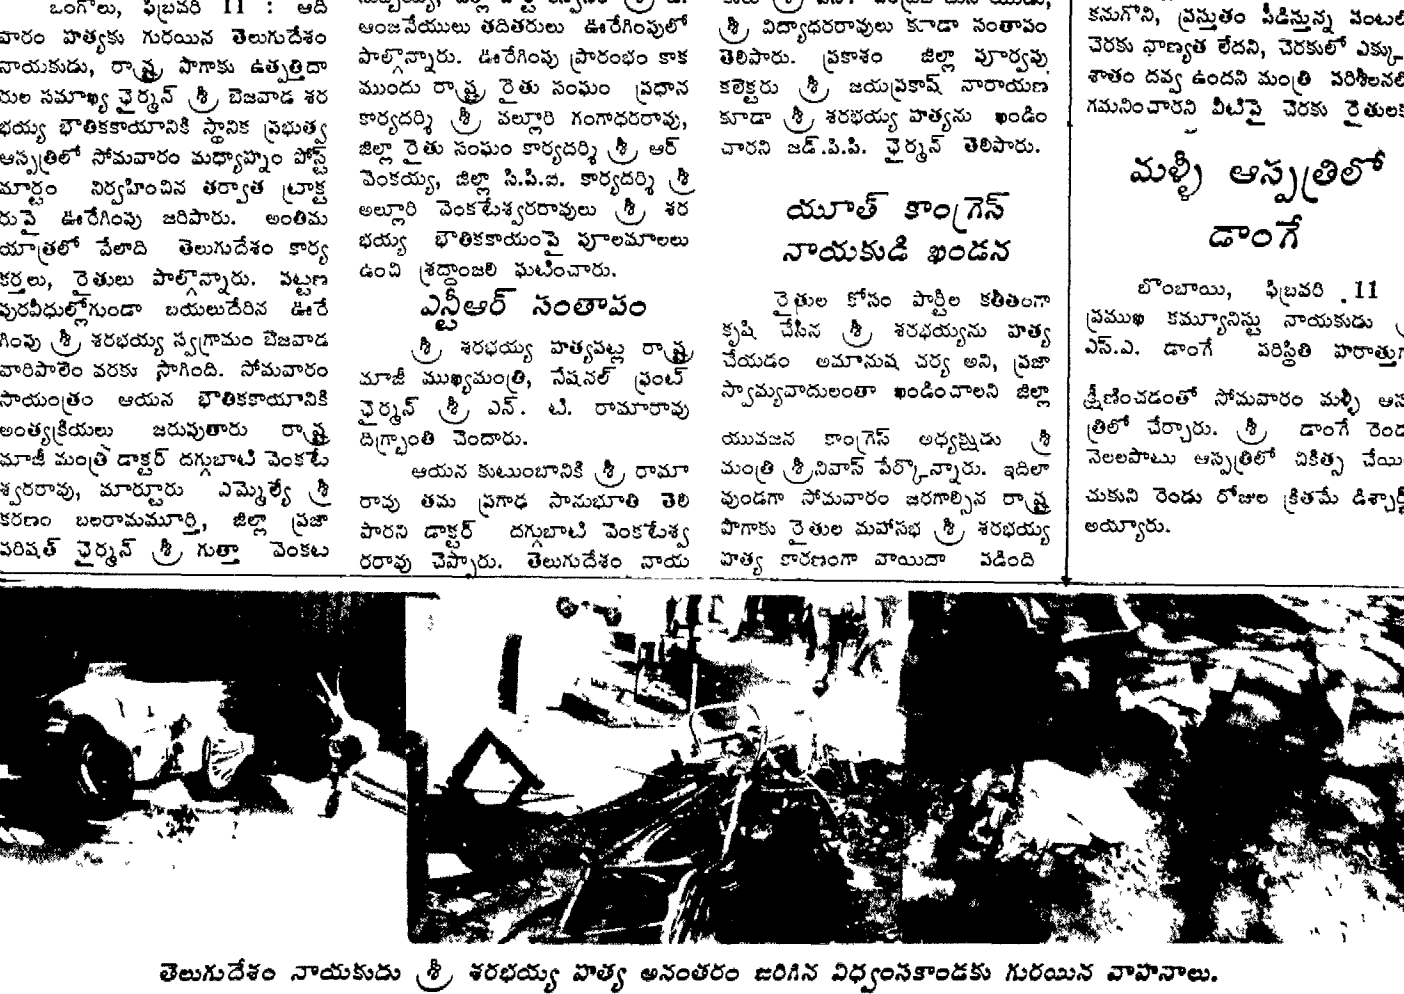 ఒంగోలు, ఫిబ్రవరి 11 : ఆది
వారం హత్యకు గురయిన తెలుగుదేశం
నాయకుడు, రాష్ట్ర పొగాకు ఉత్పత్తిదా
రుల సమాఖ్య ఛైర్మన్ శ్రీ బెజవాడ శర
భయ్య భౌతికకాయానికి స్థానిక ప్రభుత్వ
ఆస్పత్రిలో సోమవారం మధ్యాహ్నం పోస్ట్
మార్టం నిర్వహించిన తర్వాత ట్రాక్ట
రుపై ఊరేగింపు జరిపారు. అంతిమ
యాత్రలో వేలాది తెలుగుదేశం కార్య
కర్తలు, రైతులు పాల్గొన్నారు. పట్టణ
పురవీధుల్లోగుండా బయలుదేరిన ఊరే
గింపు శ్రీ శరభయ్య స్వగ్రామం బెజవాడ
వారిపాలెం వరకు సాగింది. సోమవారం
సాయంత్రం ఆయన భౌతికకాయానికి
అంత్యక్రియలు జరుపుతారు రాష్ట్ర
మాజీ మంత్రి డాక్టర్ దగ్గుబాటి వెంకటే
శ్వరరావు, మార్టూరు ఎమ్మెల్యే శ్రీ
కరణం బలరామమూర్తి, జిల్లా ప్రజా
పరిషత్ ఛైర్మన్ శ్రీ గుత్తా వెంకట
ఆంజనేయులు తదితరులు ఊరేగింపులో
పాల్గొన్నారు. ఊరేగింపు ప్రారంభం కాక
ముందు రాష్ట్ర రైతు సంఘం ప్రధాన
కార్యదర్శి శ్రీ వల్లూరి గంగాధరరావు,
జిల్లా రైతు సంఘం కార్యదర్శి శ్రీ ఆర్
వెంకయ్య, జిల్లా సి.పి.ఐ. కార్యదర్శి శ్రీ
అల్లూరి వెంకటేశ్వరరావులు శ్రీ శర
భయ్య భౌతికకాయంపై పూలమాలలు
ఉంచి శ్రద్ధాంజలి ఘటించారు.
ఎన్టీఆర్ సంతాపం
శ్రీ శరభయ్య హత్యపట్ల రాష్ట్ర
మాజీ ముఖ్యమంత్రి, నేషనల్ ఫ్రంట్
ఛైర్మన్ శ్రీ ఎన్. టి. రామారావు
దిగ్భ్రాంతి చెందారు.
ఆయన కుటుంబానికి శ్రీ రామా
రావు తమ ప్రగాఢ సానుభూతి తెలి
పారని డాక్టర్ దగ్గుబాటి వెంకటేశ్వ
రరావు చెప్పారు. తెలుగుదేశం నాయ
శ్రీ విద్యాధరరావులు కూడా సంతాపం
తెలిపారు. ప్రకాశం జిల్లా పూర్వపు
కలెక్టరు శ్రీ జయప్రకాష్ నారాయణ
కూడా శ్రీ శరభయ్య హత్యను ఖండిం
చారని జడ్.పి.పి. ఛైర్మన్ తెలిపారు.
యూత్ కాంగ్రెస్
నాయకుడి ఖండన
రైతుల కోసం పార్టీల కతీతంగా
కృషి చేసిన శ్రీ శరభయ్యను హత్య
చేయడం అమానుష చర్య అని, ప్రజా
స్వామ్యవాదులంతా ఖండించాలని జిల్లా
యువజన కాంగ్రెస్ అధ్యక్షుడు శ్రీ
మంత్రి శ్రీనివాస్ పేర్కొన్నారు. ఇదిలా
వుండగా సోమవారం జరగాల్సిన రాష్ట్ర
పొగాకు రైతుల మహాసభ శ్రీ శరభయ్య
హత్య కారణంగా వాయిదా పడింది
కనుగొని, ప్రస్తుతం పీడిస్తున్న
చెరకు నాణ్యత లేదని, చెరకులో
శాతం దవ్వ ఉందని మంత్రి
గమనించారని వీటిపై చెరకు
మళ్ళీ ఆస్పత్రిలో
డాంగే
బొంబాయి, ఫిబ్రవరి 11
ప్రముఖ కమ్యూనిస్టు నాయకుడు
ఎస్.ఎ. డాంగే పరిస్థితి
క్షీణించడంతో సోమవారం మళ్ళీ
త్రిలో చేర్చారు. శ్రీ డాంగే
నెలలపాటు ఆస్పత్రిలో చికిత్స
చుకుని రెండు రోజుల క్రితమే
అయ్యారు.
తెలుగుదేశం నాయకుడు శ్రీ శరభయ్య హత్య అనంతరం జరిగిన విధ్వంసకాండకు గురయిన వాహనాలు.